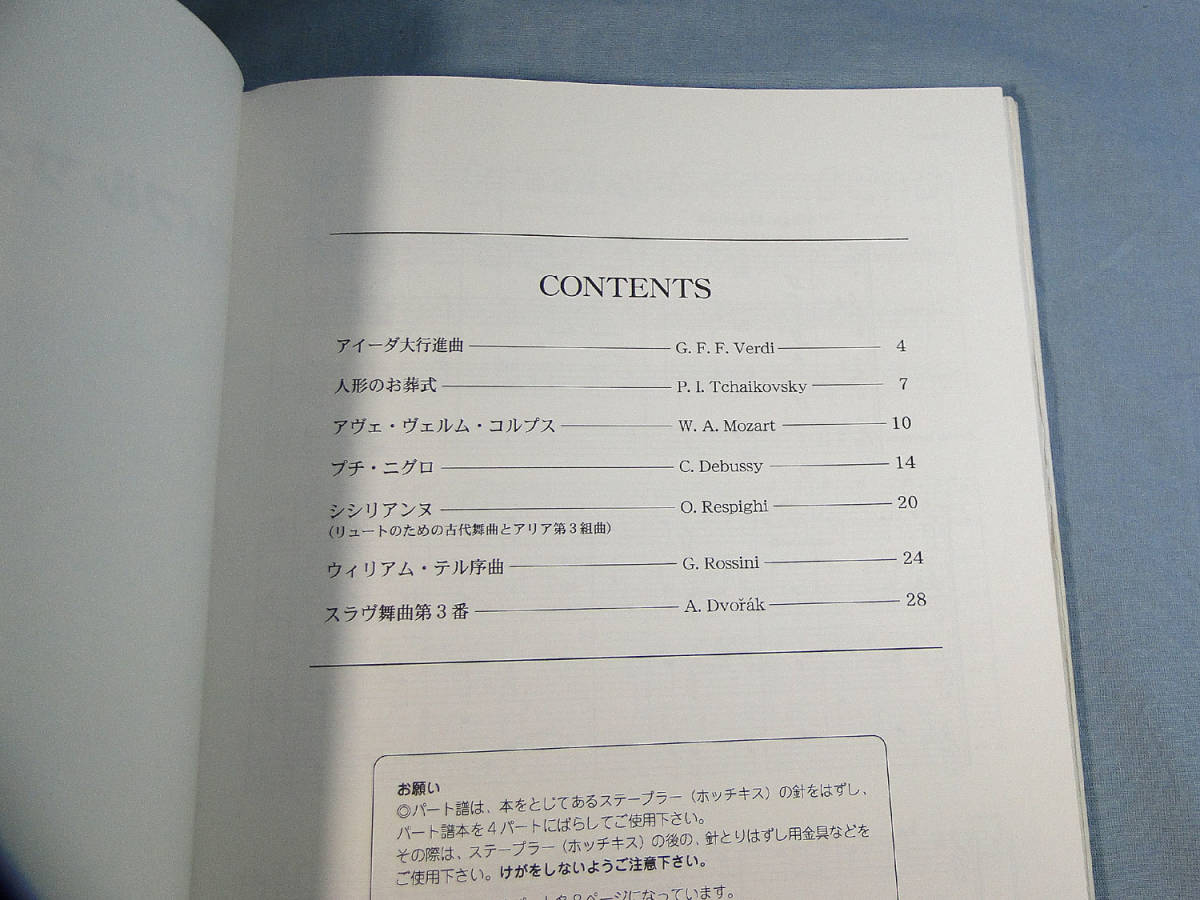 CONTENTS
アイーダ大行進曲 G. F. F. Verdi 4
人形のお葬式 P. I. Tchaikovsky 7
アヴェ・ヴェルム・コルプス W. A. Mozart 10
プチ・ニグロ C. Debussy 14
シシリアンヌ O. Respighi 20
(リュートのための古代舞曲とアリア第3組曲)
ウィリアム・テル序曲 G. Rossini 24
スラヴ舞曲第3番 A. Dvořák 28
お願い
◎パート譜は、本をとじてあるステープラー(ホッチキス)の針をはずし、
パート譜本を4パートにばらしてご使用下さい。
その際は、ステープラー(ホッチキス)の後の、針とりはずし用金具などを
ご使用下さい。けがをしないようご注意下さい。
ページになっています。